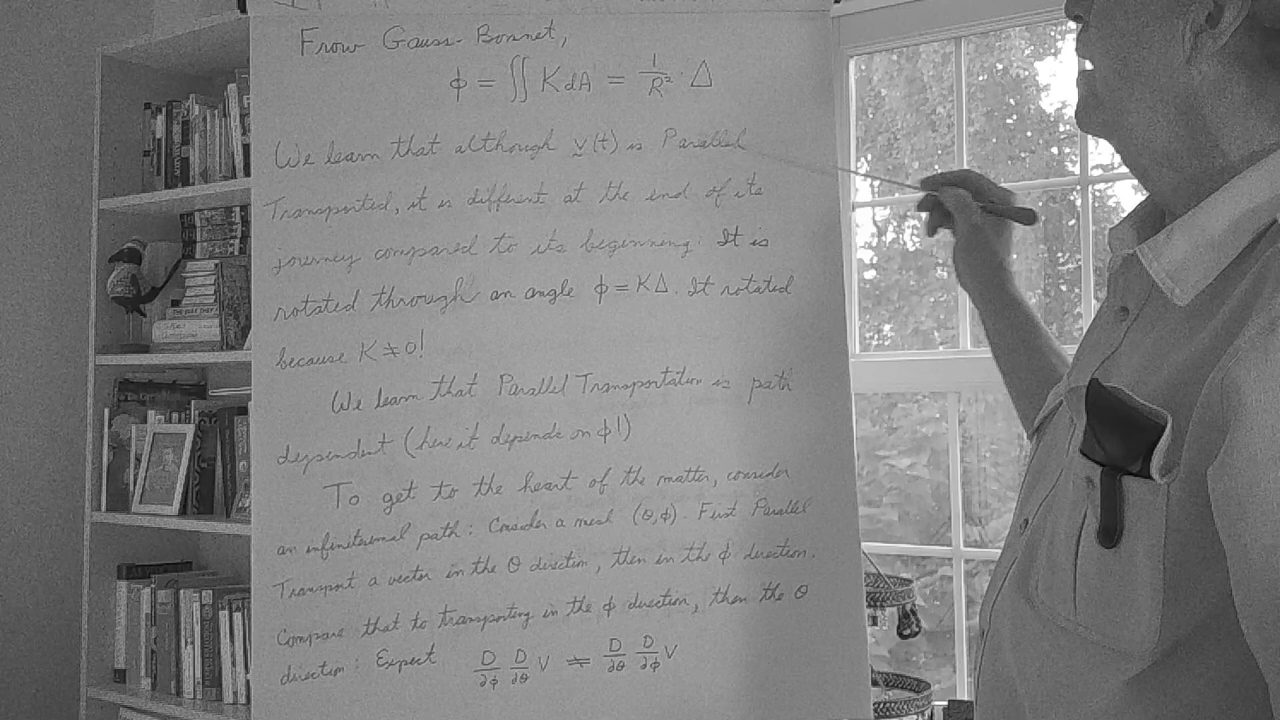 From Gauss-Bonnet,
ϕ = ∬ K dA = 1/R² · Δ
We learn that although v(t) is Parallel
Transported, it is different at the end of its
journey compared to its beginning. It is
rotated through an angle ϕ = KΔ. It rotated
because K ≠ 0!
We learn that Parallel Transportation is path
dependent (here it depends on ϕ!)
To get to the heart of the matter, consider
an infinitesimal path: Consider a mesh (θ,ϕ). First Parallel
Transport a vector in the θ direction, then in the ϕ direction.
Compare that to transporting in the ϕ direction, then the θ
direction: Expect D/∂ϕ D/∂θ V ≠ D/∂θ D/∂ϕ V